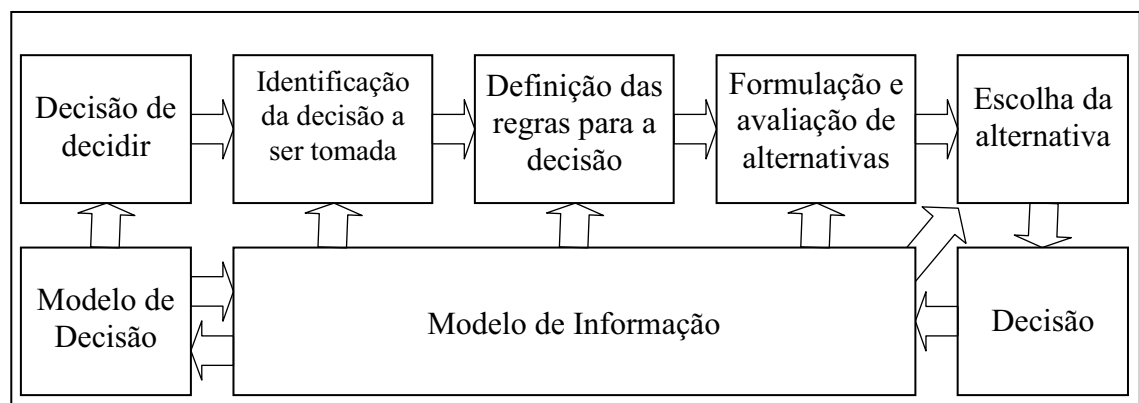 Decisão de
decidir
Identificação
da decisão a
ser tomada
Definição das
regras para a
decisão
Formulação e
avaliação de
alternativas
Escolha da
alternativa
Modelo de
Decisão
Modelo de Informação
Decisão